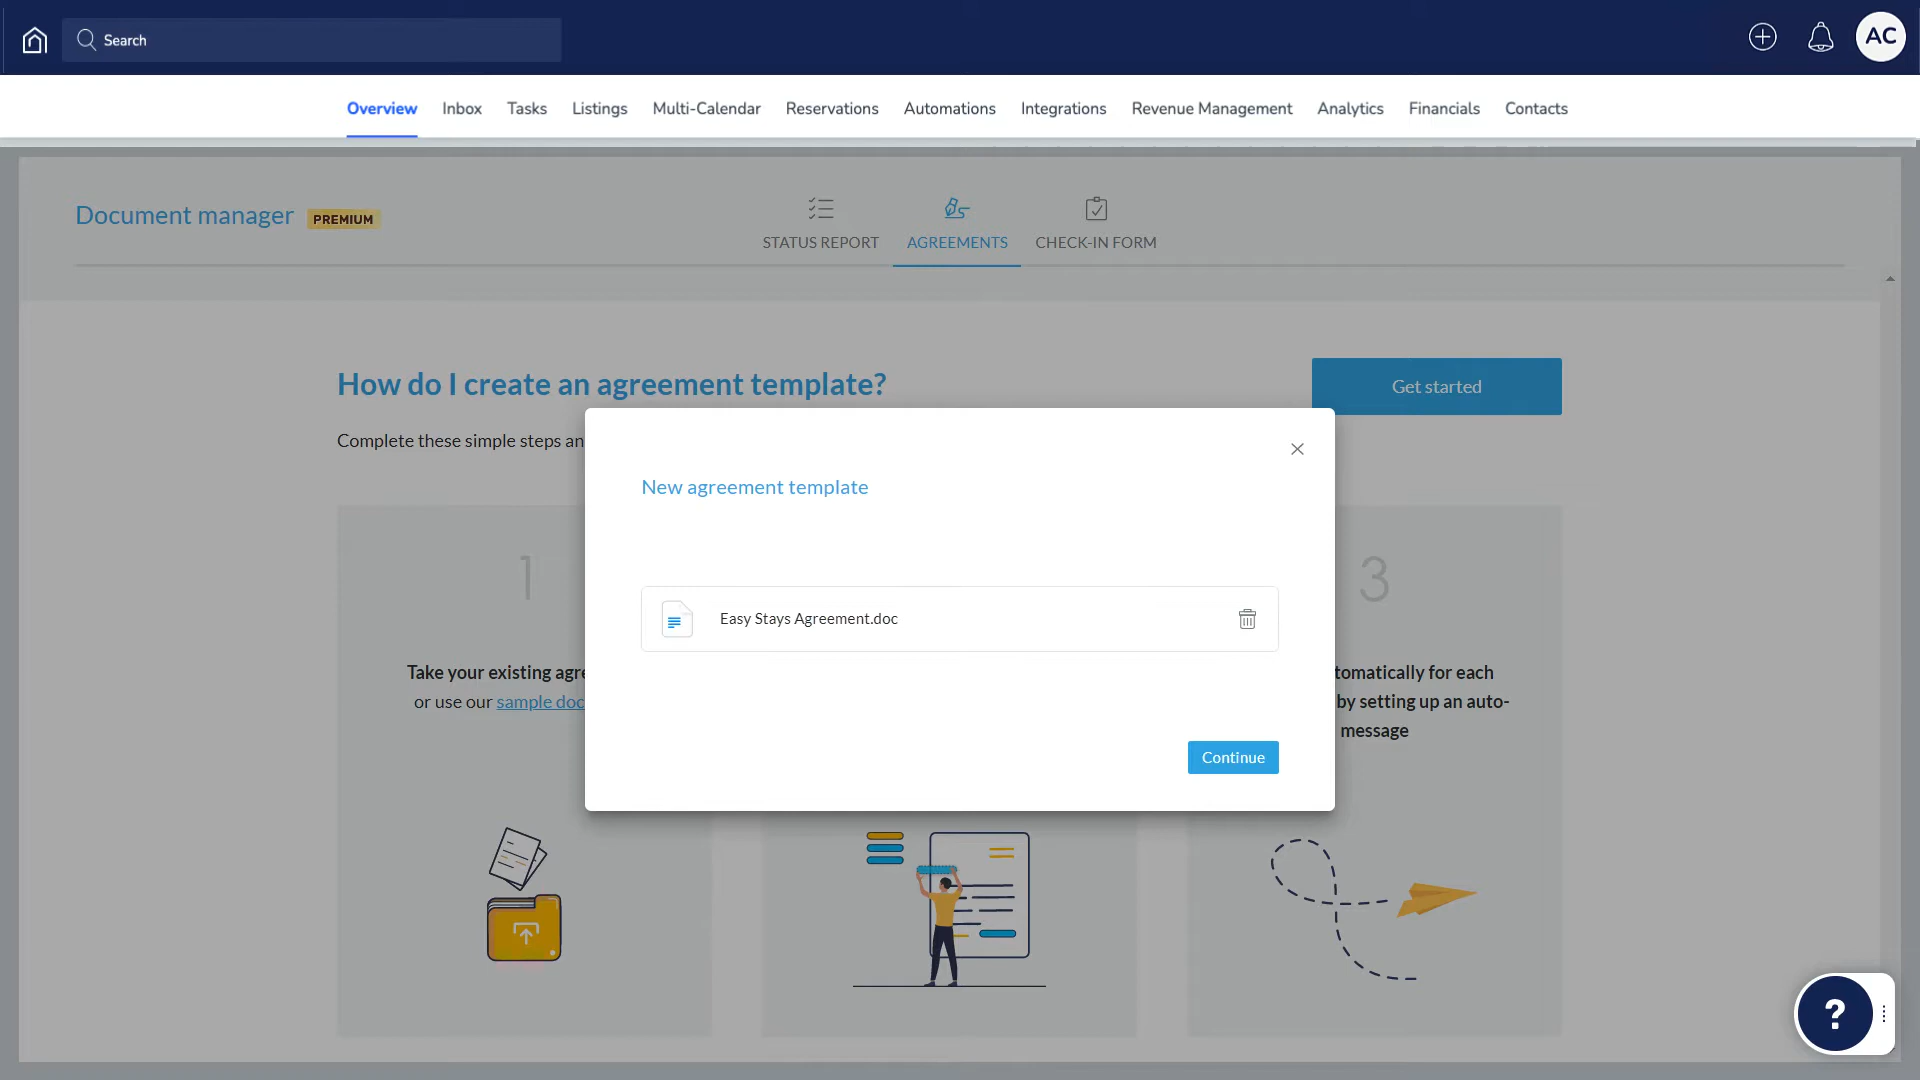 Search
AC
Overview Inbox Tasks Listings Multi-Calendar Reservations Automations Integrations Revenue Management Analytics Financials Contacts
Document manager PREMIUM
STATUS REPORT AGREEMENTS CHECK-IN FORM
How do I create an agreement template?
Get started
Complete these simple steps an
New agreement template
1
3
Easy Stays Agreement.doc
Take your existing agre
or use our sample doc
tomatically for each
by setting up an auto-
message
Continue
?